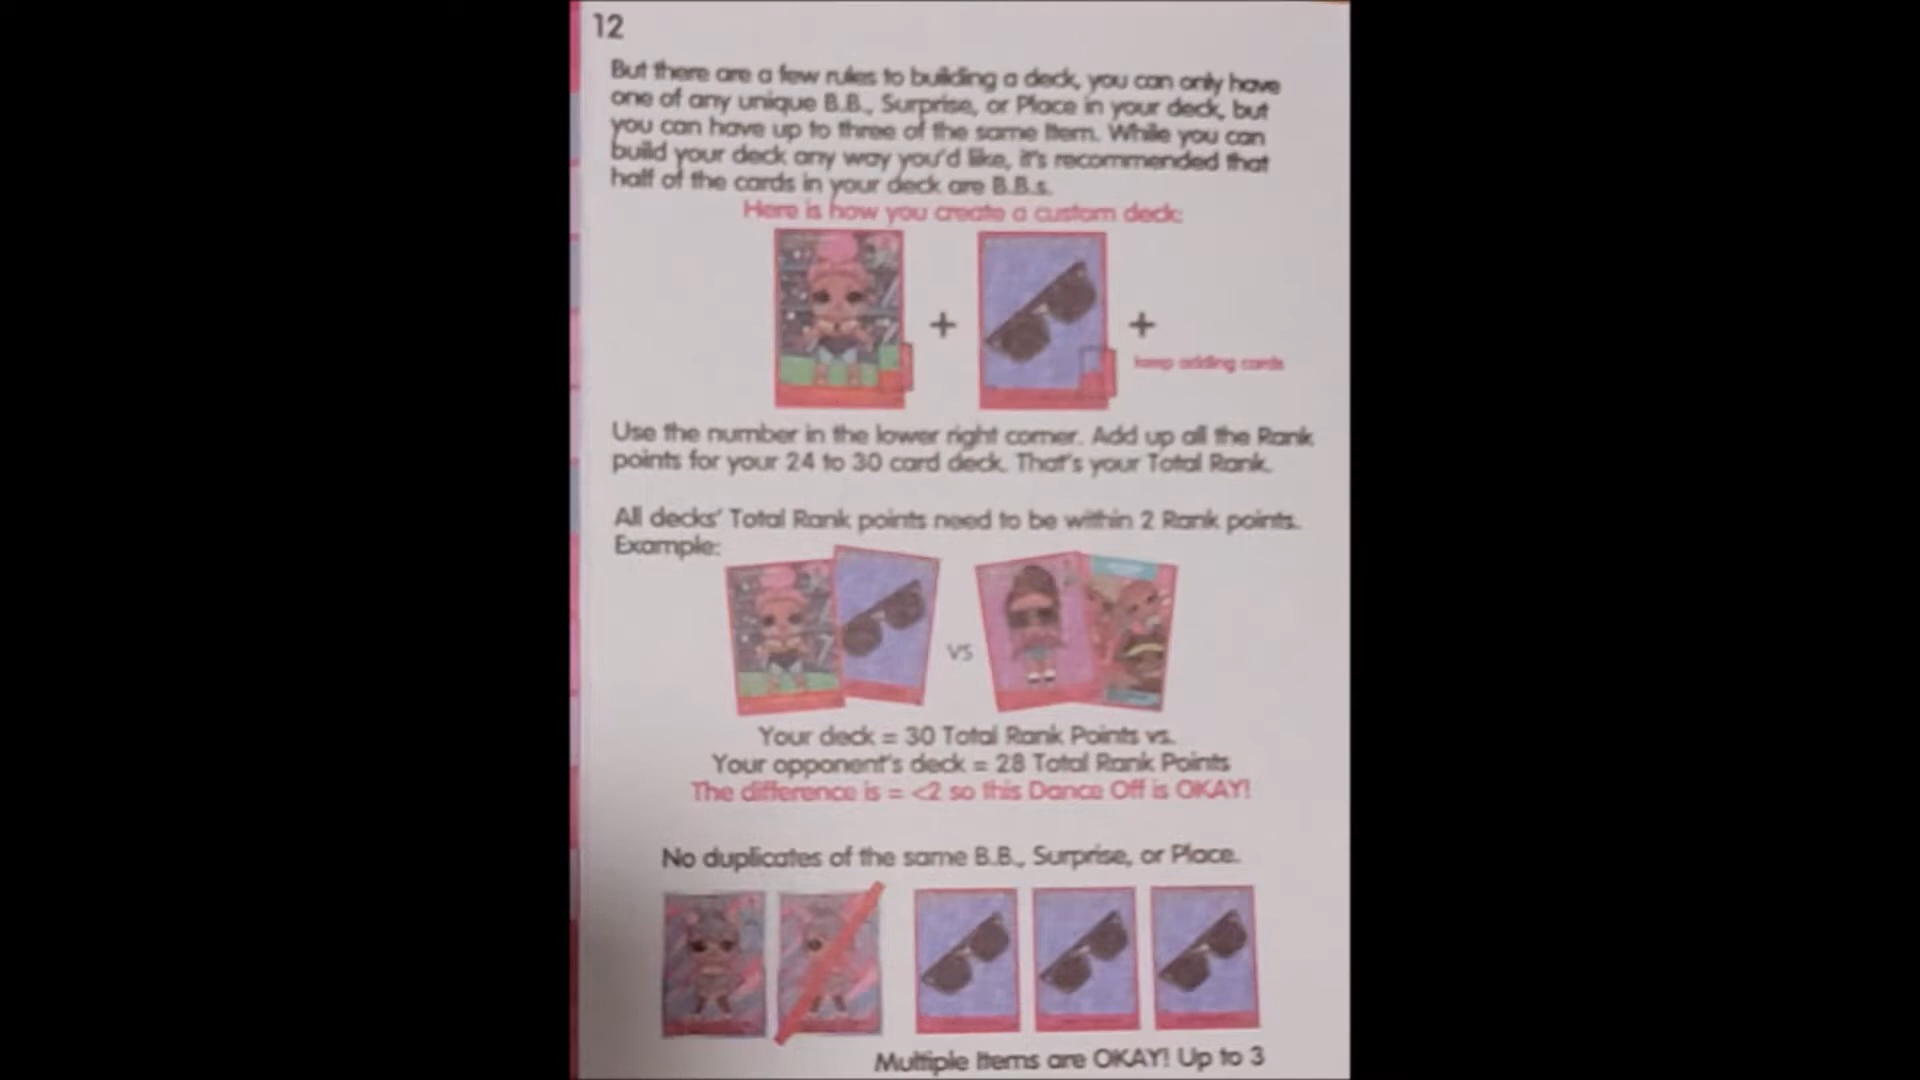 12
But there are a few rules to building a deck, you can only have
one of any unique B.B., Surprise, or Place in your deck, but
you can have up to three of the same Item. While you can
build your deck any way you'd like, it's recommended that
half of the cards in your deck are B.B.s.
Here is how you create a custom deck:
+
+
keep adding cards
Use the number in the lower right corner. Add up all the Rank
points for your 24 to 30 card deck. That's your Total Rank.
All decks' Total Rank points need to be within 2 Rank points.
Example:
VS
Your deck = 30 Total Rank Points vs.
Your opponent's deck = 28 Total Rank Points
The difference is = <2 so this Dance Off is OKAY!
No duplicates of the same B.B., Surprise, or Place.
Multiple Items are OKAY! Up to 3